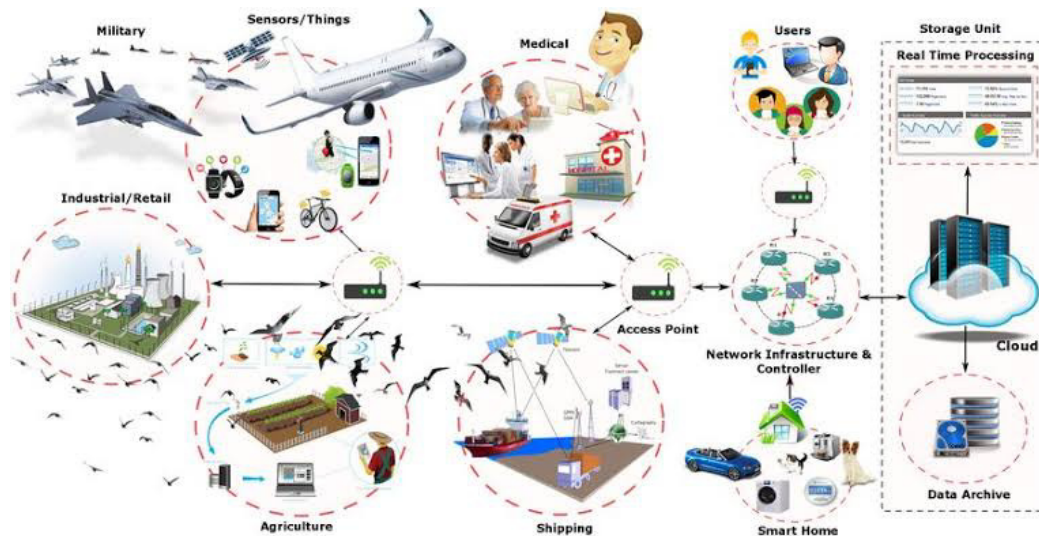 Military
Sensors/Things
Medical
Users
Storage Unit
Real Time Processing
Industrial/Retail
HOSPITAL
Access Point
Network Infrastructure &
Controller
Cloud
Agriculture
Shipping
Smart Home
Data Archive